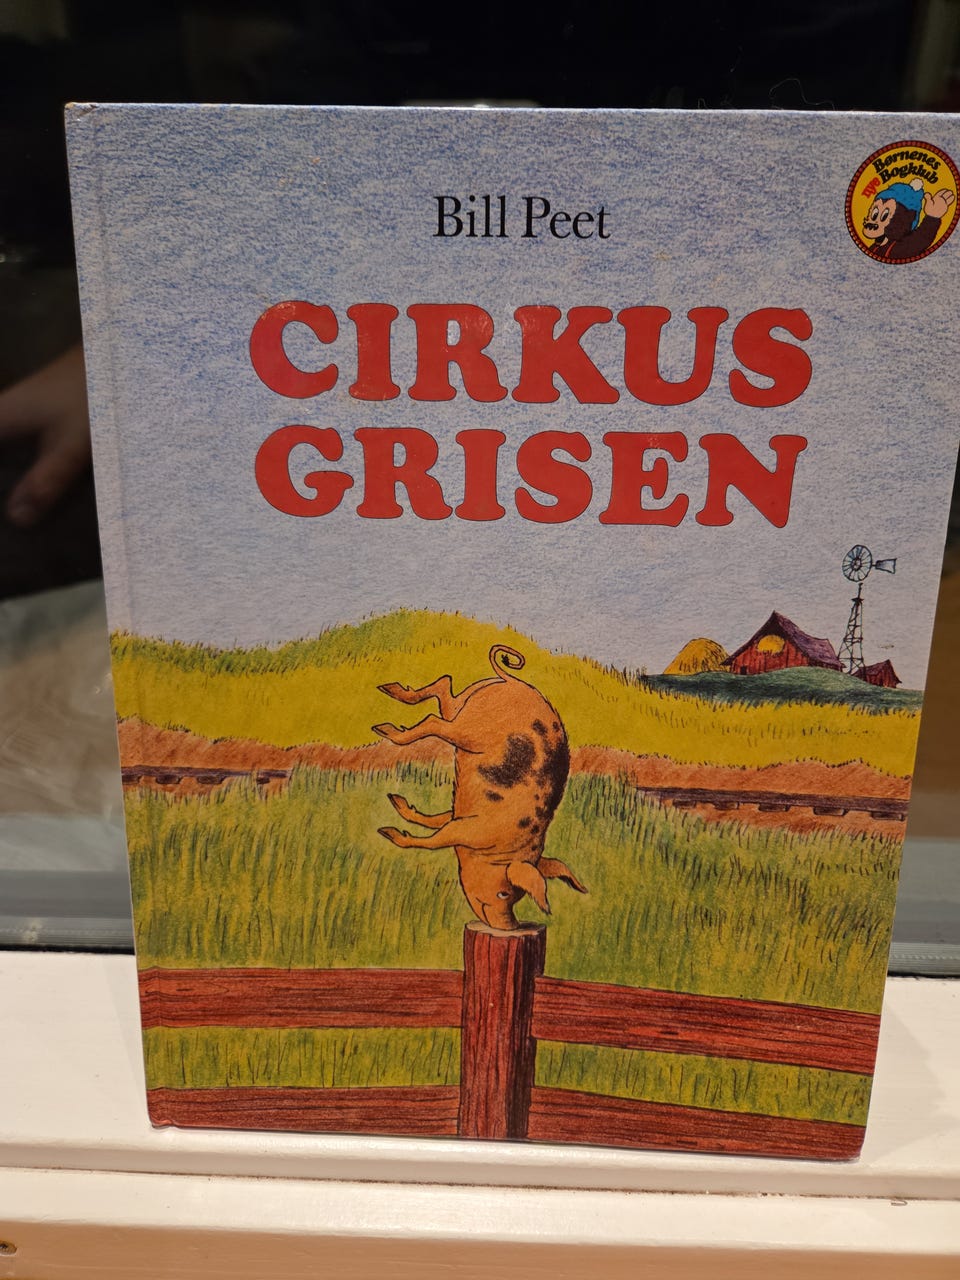 Børnenes
nye Bogklub
Bill Peet
CIRKUS
GRISEN